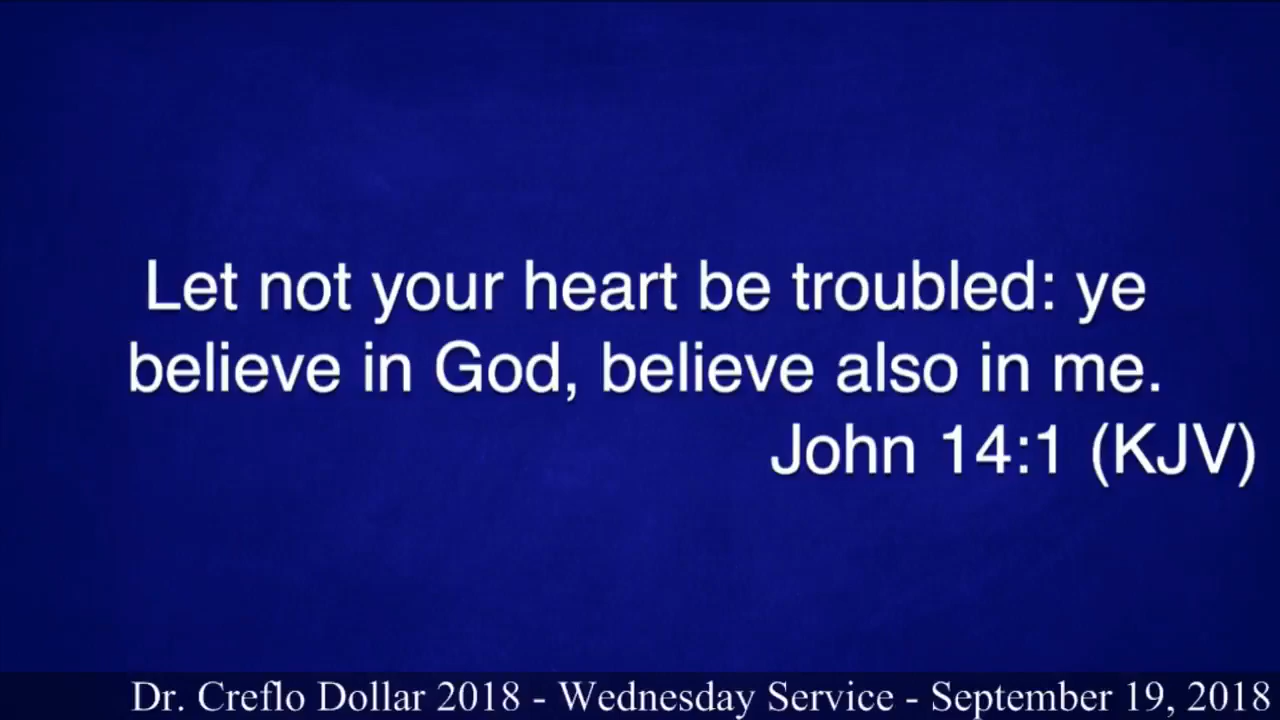 Let not your heart be troubled: ye
believe in God, believe also in me.
John 14:1 (KJV)
Dr. Creflo Dollar 2018 - Wednesday Service - September 19, 2018